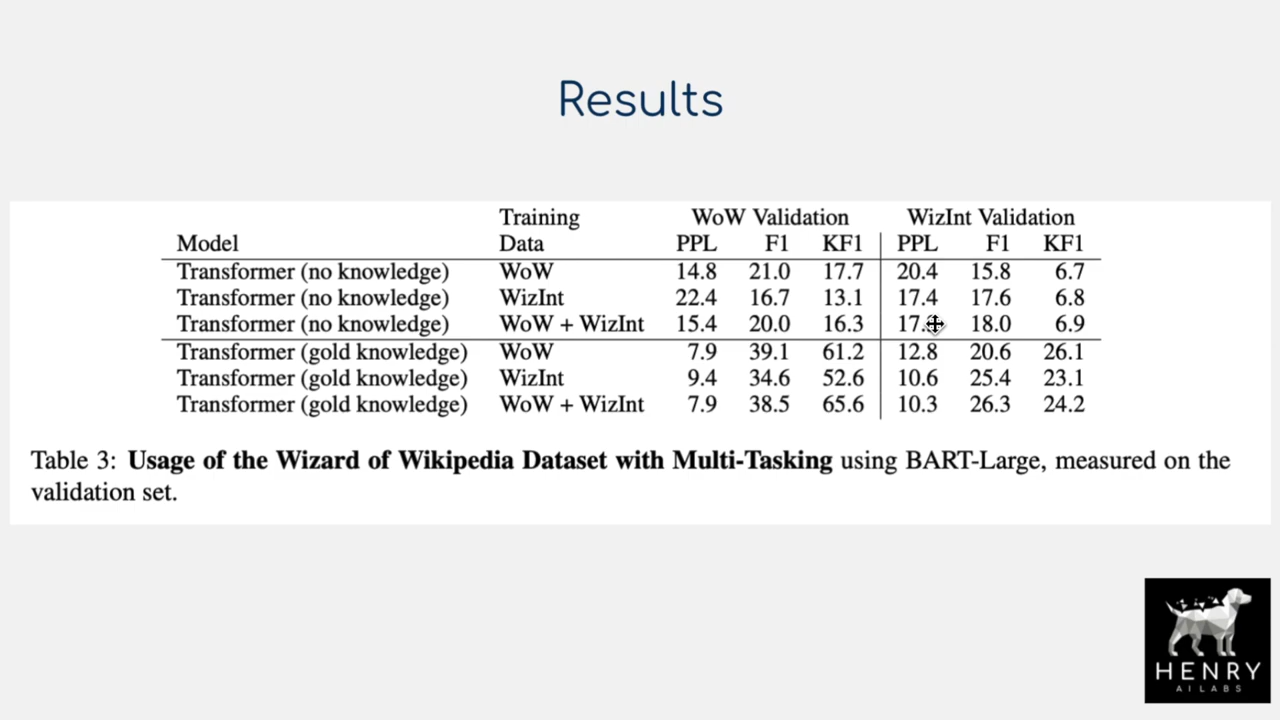 Results
Training WoW Validation WizInt Validation
Model Data PPL F1 KF1 PPL F1 KF1
Transformer (no knowledge) WoW 14.8 21.0 17.7 20.4 15.8 6.7
Transformer (no knowledge) WizInt 22.4 16.7 13.1 17.4 17.6 6.8
Transformer (no knowledge) WoW + WizInt 15.4 20.0 16.3 18.0 6.9
Transformer (gold knowledge) WoW 7.9 39.1 61.2 12.8 20.6 26.1
Transformer (gold knowledge) WizInt 9.4 34.6 52.6 10.6 25.4 23.1
Transformer (gold knowledge) WoW + WizInt 7.9 38.5 65.6 10.3 26.3 24.2
Table 3: Usage of the Wizard of Wikipedia Dataset with Multi-Tasking using BART-Large, measured on the
validation set.
HENRY
AI LABS